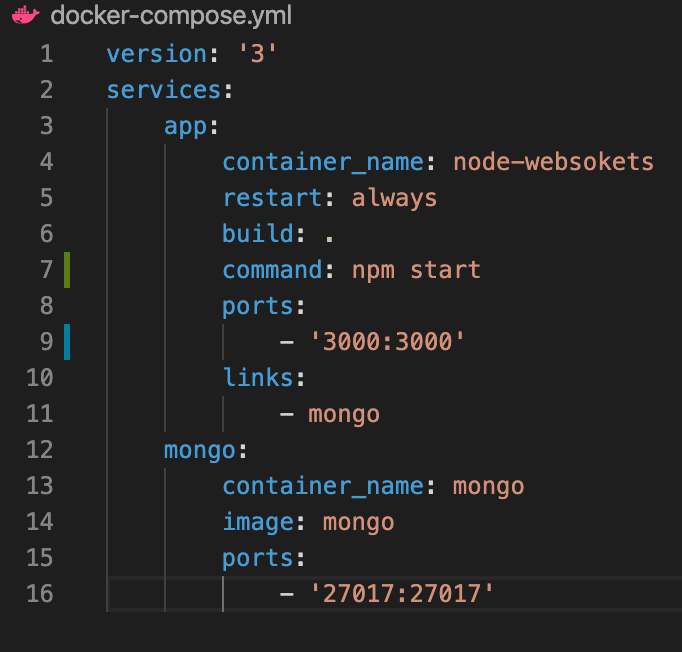 docker-compose.yml
1 version: '3'
2 services:
3     app:
4         container_name: node-websokets
5         restart: always
6         build: .
7         command: npm start
8         ports:
9             - '3000:3000'
10         links:
11             - mongo
12     mongo:
13         container_name: mongo
14         image: mongo
15         ports:
16             - '27017:27017'